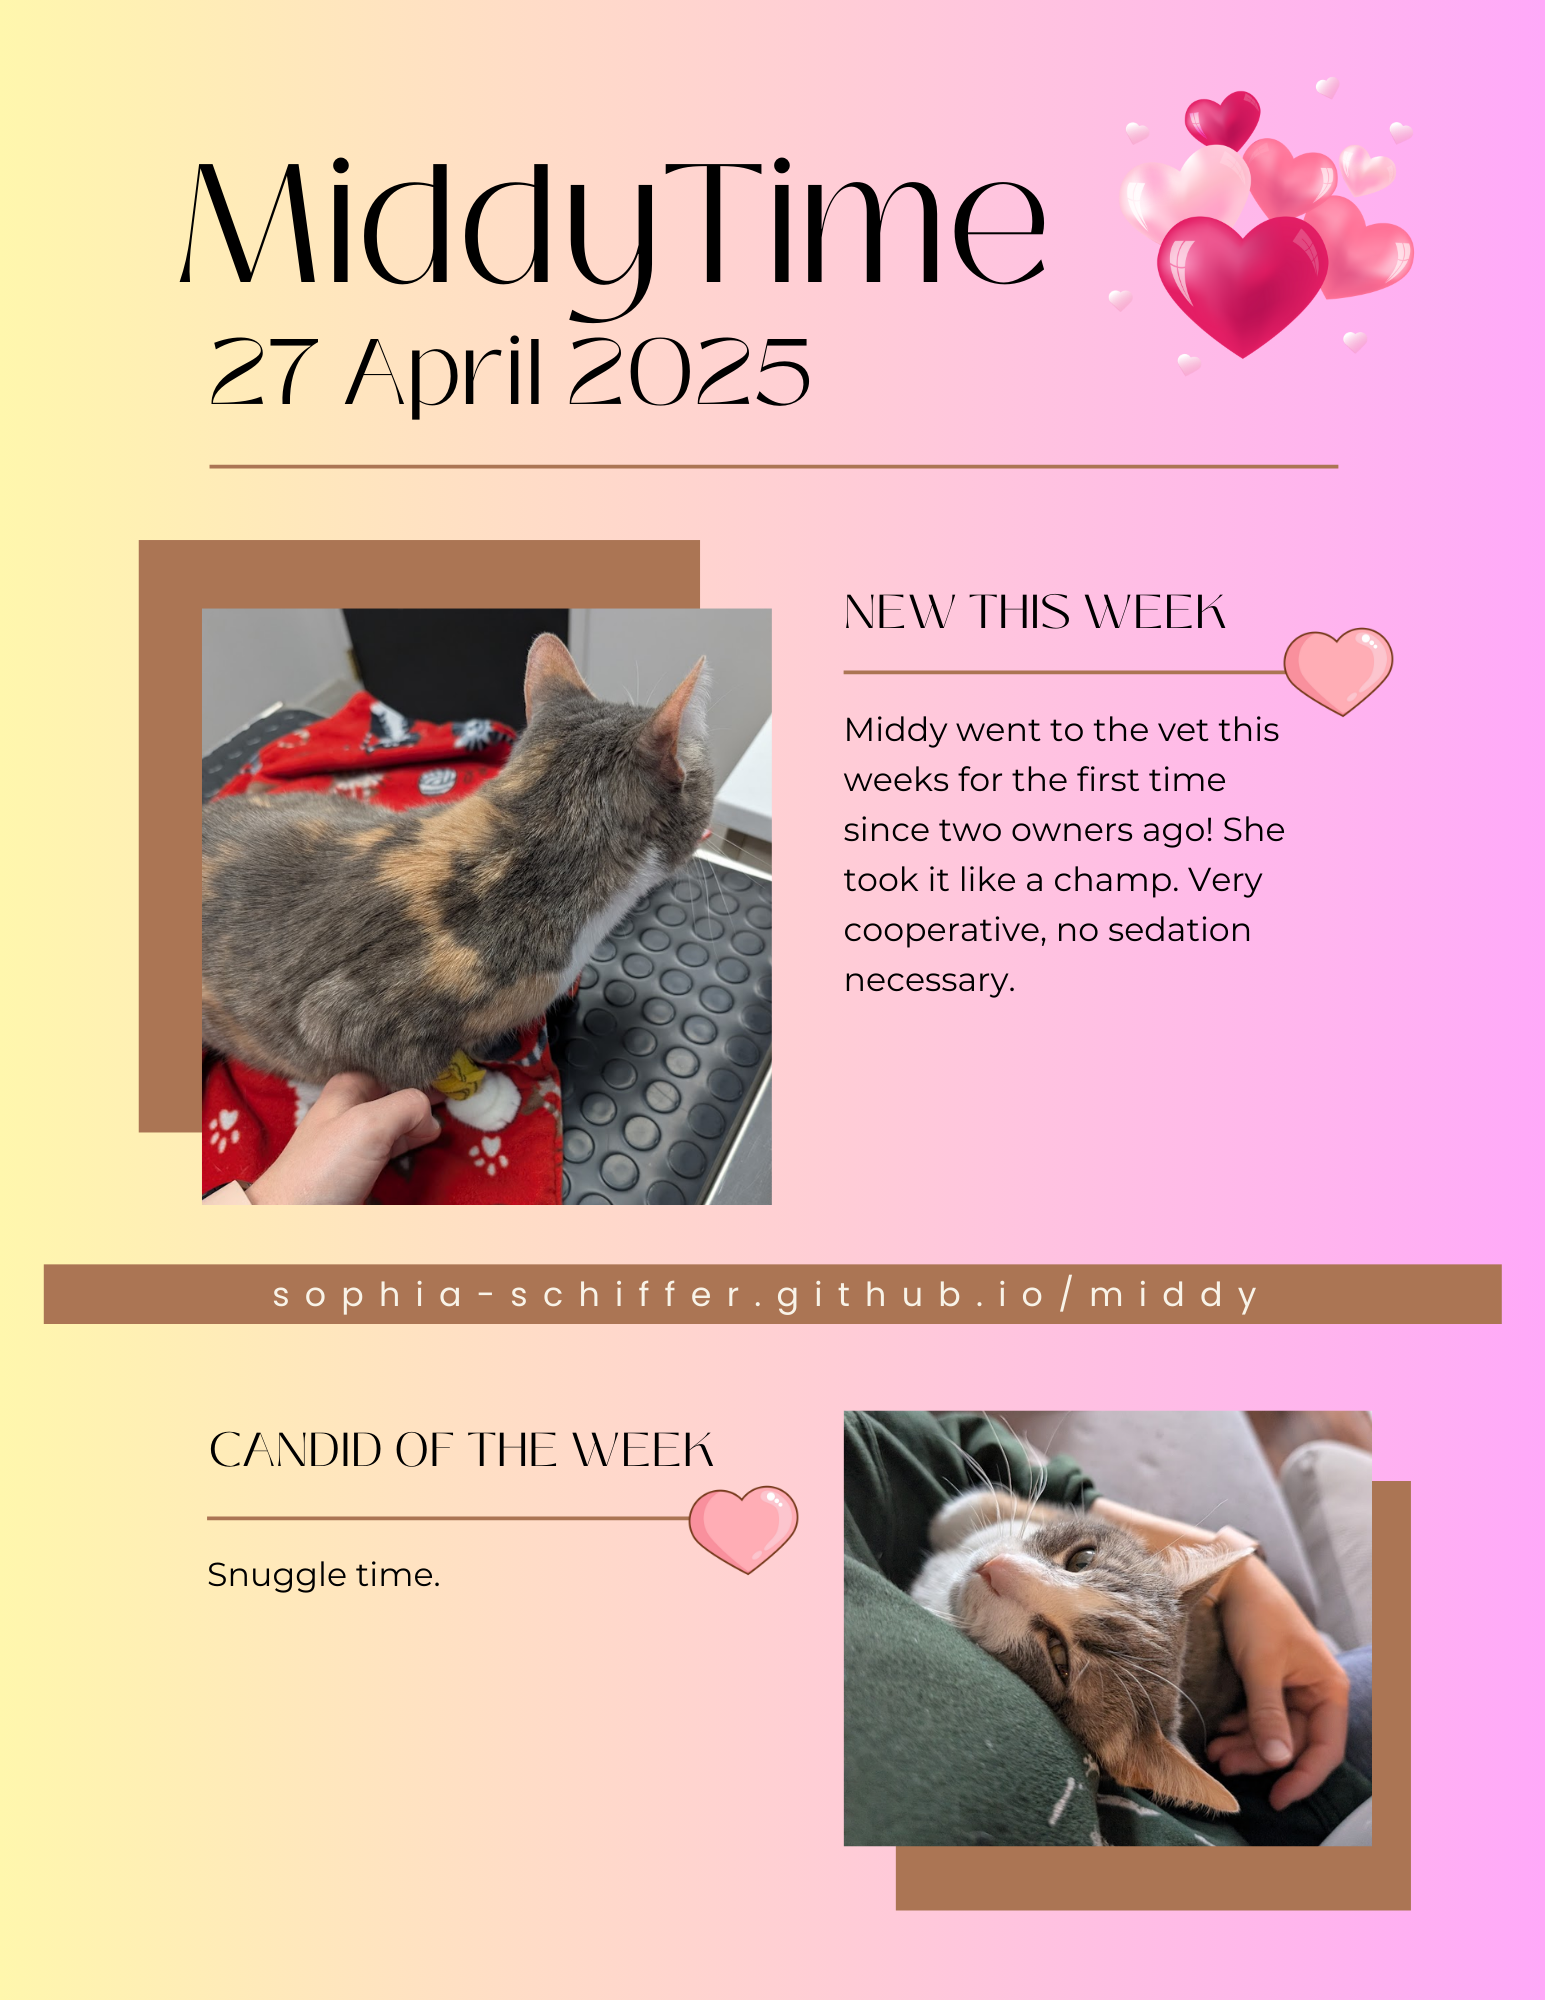 MiddyTime
27 April 2025
NEW THIS WEEK
Middy went to the vet this
weeks for the first time
since two owners ago! She
took it like a champ. Very
cooperative, no sedation
necessary.
sophia-schiffer.github.io/middy
CANDID OF THE WEEK
Snuggle time.